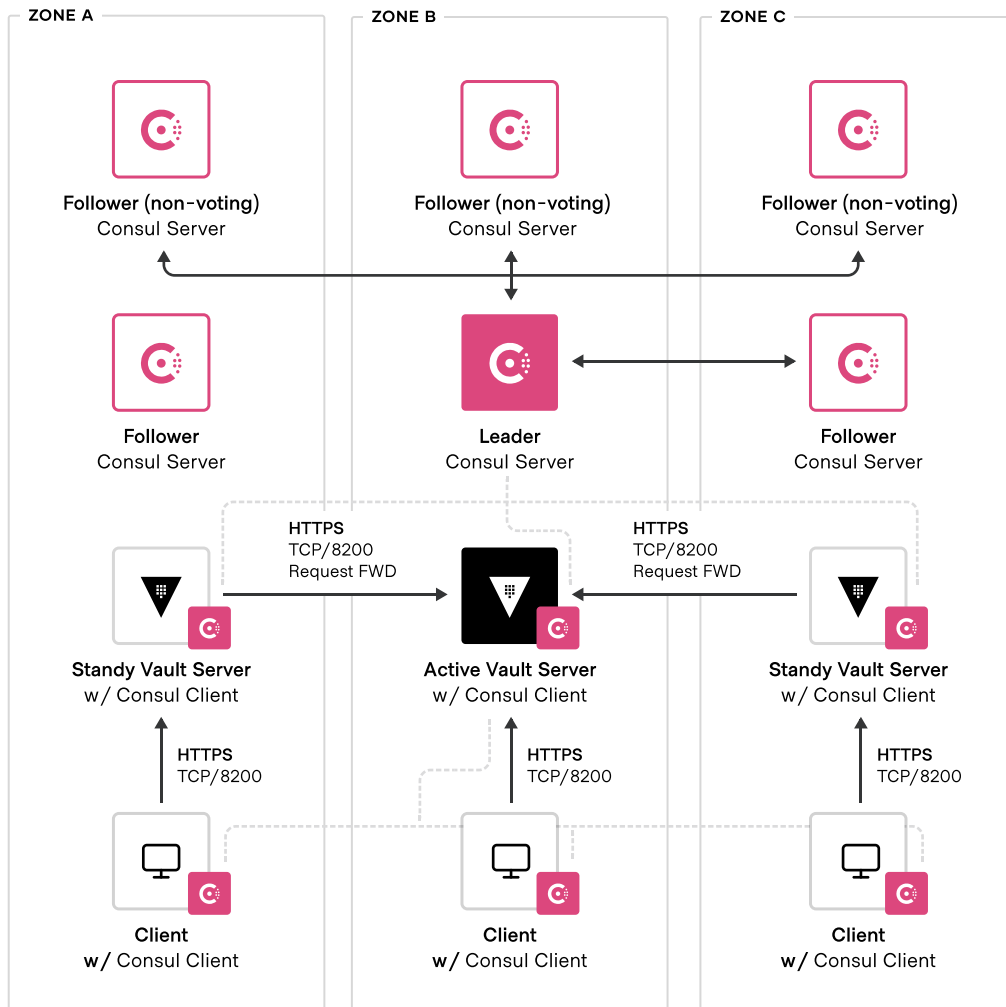 ZONE A
ZONE B
ZONE C
Follower (non-voting)
Consul Server
Follower (non-voting)
Consul Server
Follower (non-voting)
Consul Server
Follower
Consul Server
Leader
Consul Server
Follower
Consul Server
HTTPS
TCP/8200
Request FWD
HTTPS
TCP/8200
Request FWD
Standy Vault Server
w/ Consul Client
Active Vault Server
w/ Consul Client
Standy Vault Server
w/ Consul Client
HTTPS
TCP/8200
HTTPS
TCP/8200
HTTPS
TCP/8200
Client
w/ Consul Client
Client
w/ Consul Client
Client
w/ Consul Client